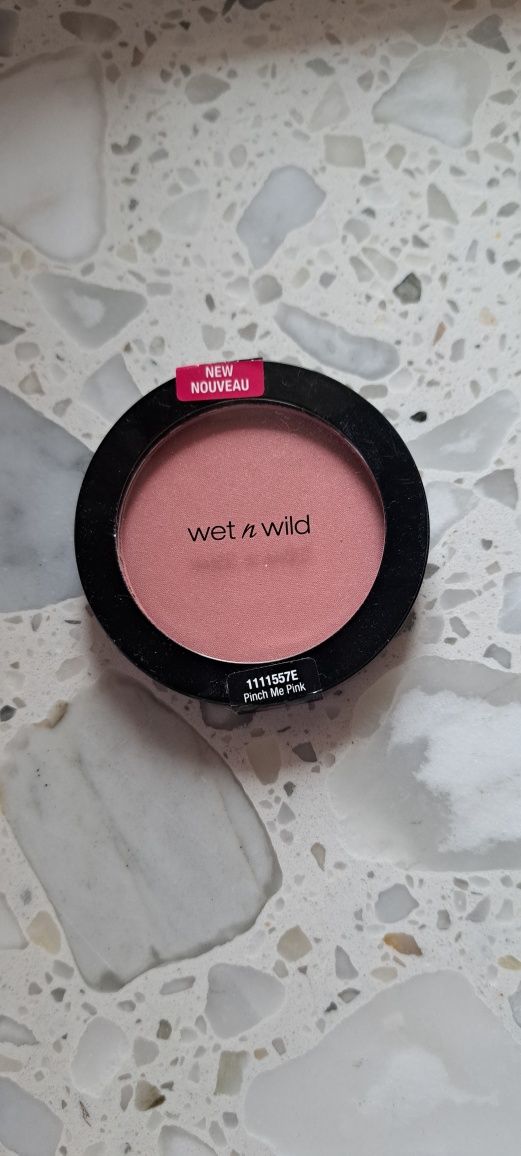 NEW
NOUVEAU
wet n wild
1111557E
Pinch Me Pink